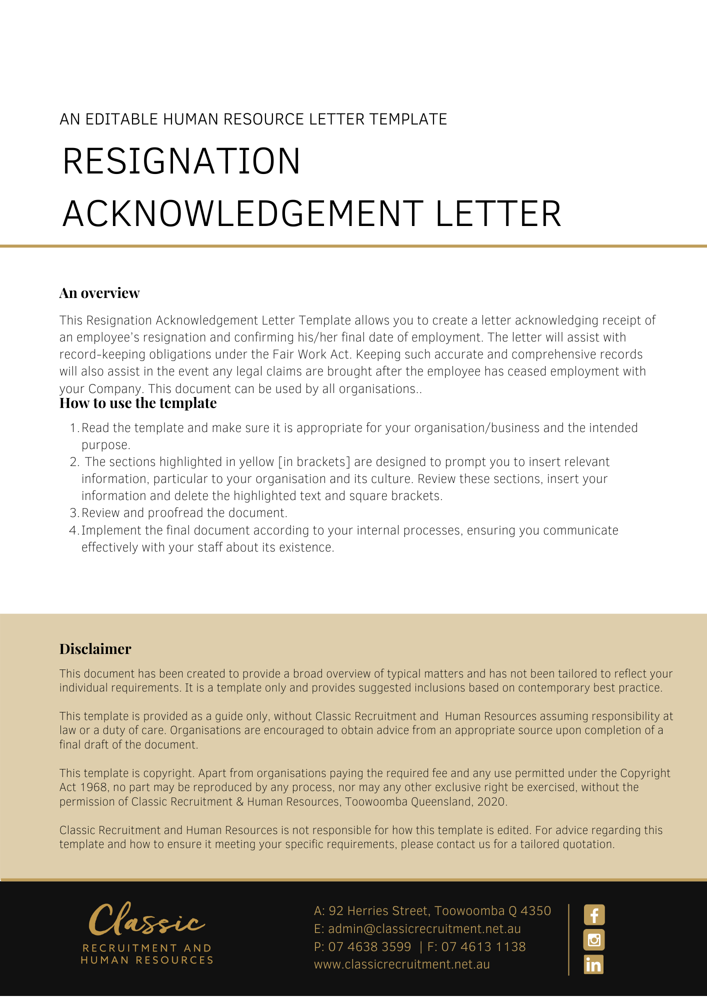 AN EDITABLE HUMAN RESOURCE LETTER TEMPLATE
RESIGNATION
ACKNOWLEDGEMENT LETTER
An overview
This Resignation Acknowledgement Letter Template allows you to create a letter acknowledging receipt of
an employee's resignation and confirming his/her final date of employment. The letter will assist with
record-keeping obligations under the Fair Work Act. Keeping such accurate and comprehensive records
will also assist in the event any legal claims are brought after the employee has ceased employment with
your Company. This document can be used by all organisations..
How to use the template
1. Read the template and make sure it is appropriate for your organisation/business and the intended
purpose.
2. The sections highlighted in yellow [in brackets] are designed to prompt you to insert relevant
information, particular to your organisation and its culture. Review these sections, insert your
information and delete the highlighted text and square brackets.
3. Review and proofread the document.
4. Implement the final document according to your internal processes, ensuring you communicate
effectively with your staff about its existence.
Disclaimer
This document has been created to provide a broad overview of typical matters and has not been tailored to reflect your
individual requirements. It is a template only and provides suggested inclusions based on contemporary best practice.
This template is provided as a guide only, without Classic Recruitment and Human Resources assuming responsibility at
law or a duty of care. Organisations are encouraged to obtain advice from an appropriate source upon completion of a
final draft of the document.
This template is copyright. Apart from organisations paying the required fee and any use permitted under the Copyright
Act 1968, no part may be reproduced by any process, nor may any other exclusive right be exercised, without the
permission of Classic Recruitment & Human Resources, Toowoomba Queensland, 2020.
Classic Recruitment and Human Resources is not responsible for how this template is edited. For advice regarding this
template and how to ensure it meeting your specific requirements, please contact us for a tailored quotation.
Classic
RECRUITMENT AND
HUMAN RESOURCES
A: 92 Herries Street, Toowoomba Q 4350
E: admin@classicrecruitment.net.au
P: 07 4638 3599 | F: 07 4613 1138
www.classicrecruitment.net.au